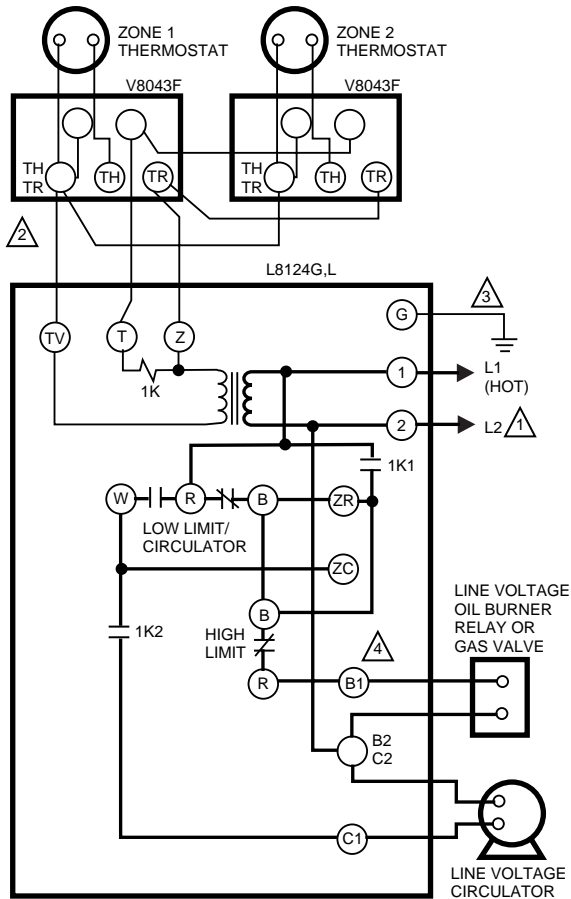 ZONE 1
THERMOSTAT
ZONE 2
THERMOSTAT
V8043F
V8043F
TH
TR
TH
TR
TH
TR
TH
TR
2
L8124G,L
3
G
TV
T
Z
1K
1
L1
(HOT)
2
L2
1
1K1
W
R
B
ZR
LOW LIMIT/
CIRCULATOR
ZC
1K2
B
HIGH
LIMIT
R
4
B1
LINE VOLTAGE
OIL BURNER
RELAY OR
GAS VALVE
B2
C2
C1
LINE VOLTAGE
CIRCULATOR